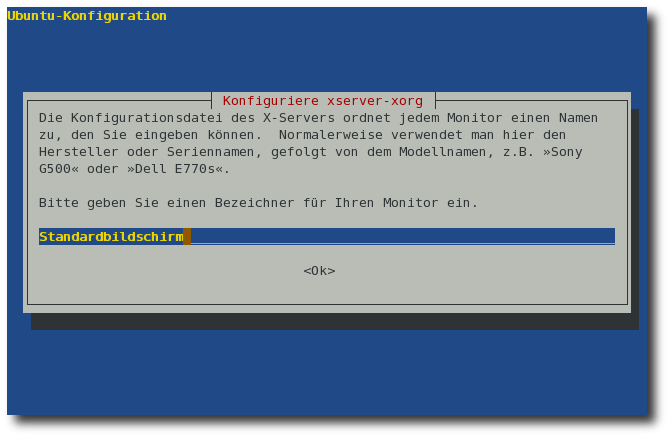 Ubuntu-Konfiguration
Konfiguriere xserver-xorg
Die Konfigurationsdatei des X-Servers ordnet jedem Monitor einen Namen
zu, den Sie eingeben können.  Normalerweise verwendet man hier den
Hersteller oder Seriennamen, gefolgt von dem Modellnamen, z.B. »Sony
G500« oder »Dell E770s«.
Bitte geben Sie einen Bezeichner für Ihren Monitor ein.
Standardbildschirm
<Ok>